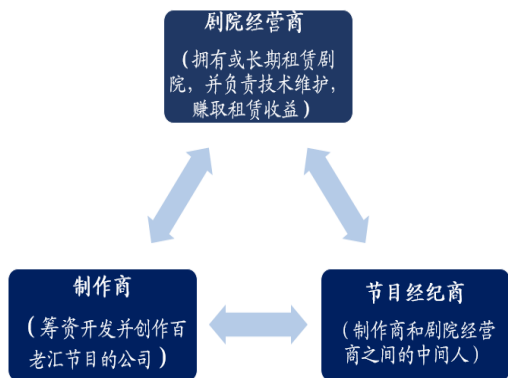 剧院经营商
（拥有或长期租赁剧
院，并负责技术维护，
赚取租赁收益）
制作商
（筹资开发并创作百
老汇节目的公司）
节目经纪商
（制作商和剧院经营
商之间的中间人）